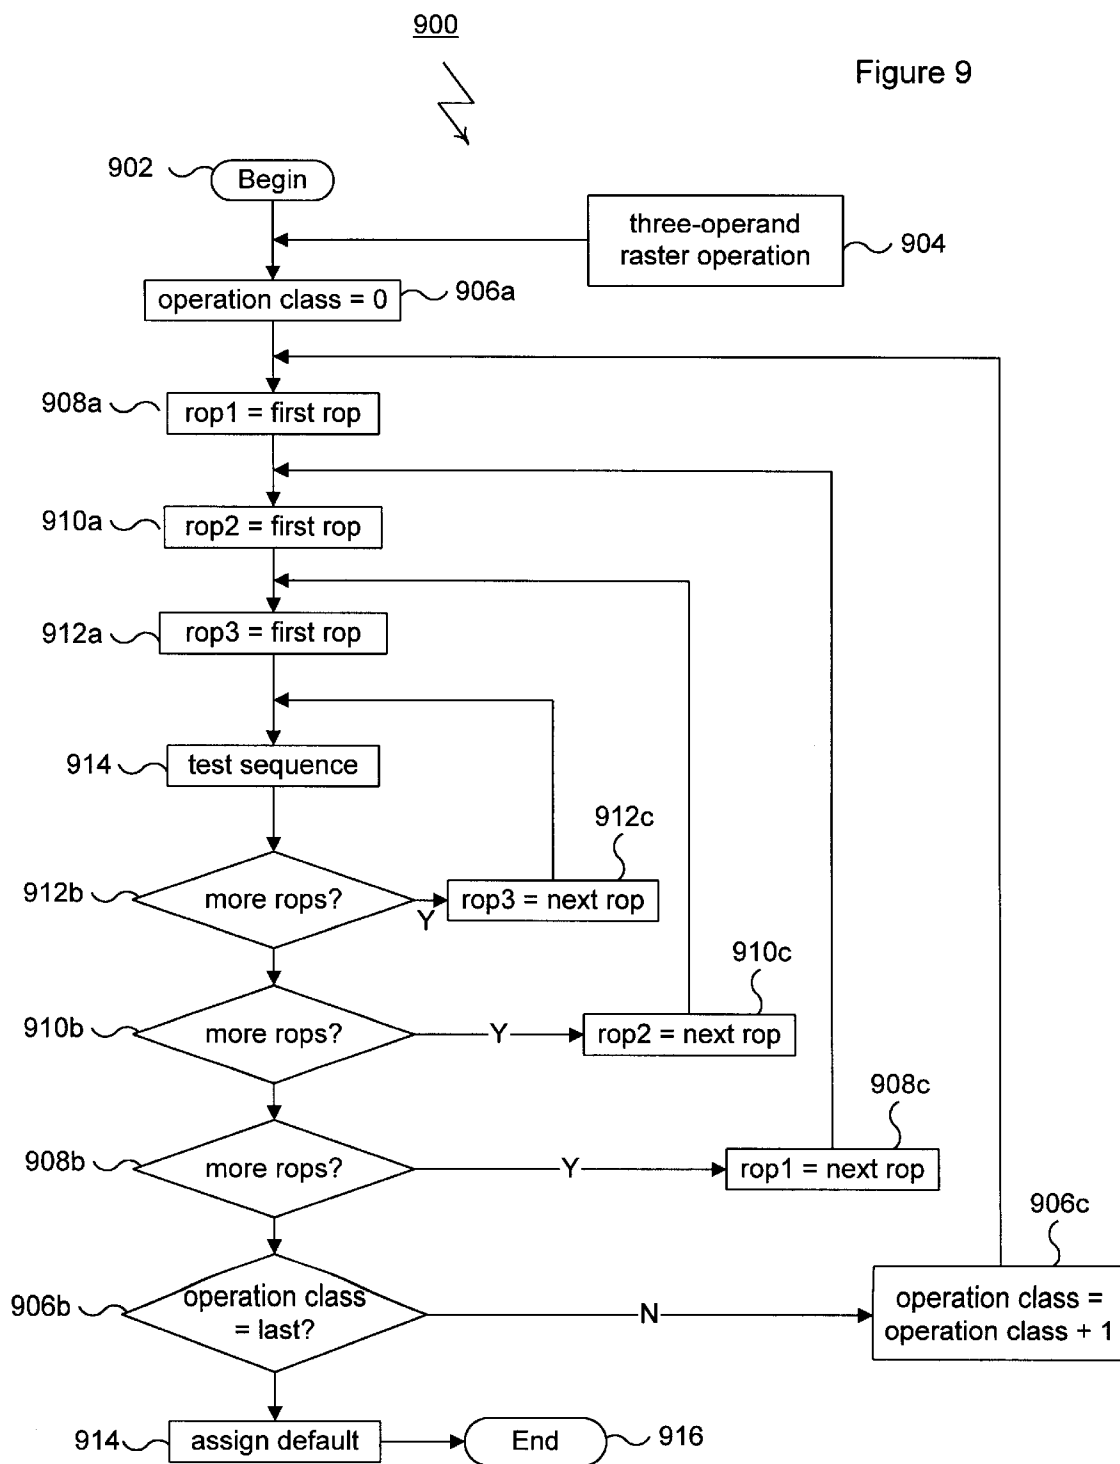 900
Figure 9
902
Begin
three-operand
raster operation
904
operation class = 0
906a
908a
rop1 = first rop
910a
rop2 = first rop
912a
rop3 = first rop
914
test sequence
912c
912b
more rops?
Y
rop3 = next rop
910c
910b
more rops?
Y
rop2 = next rop
908c
908b
more rops?
Y
rop1 = next rop
906c
906b
operation class
= last?
N
operation class =
operation class + 1
914
assign default
End
916